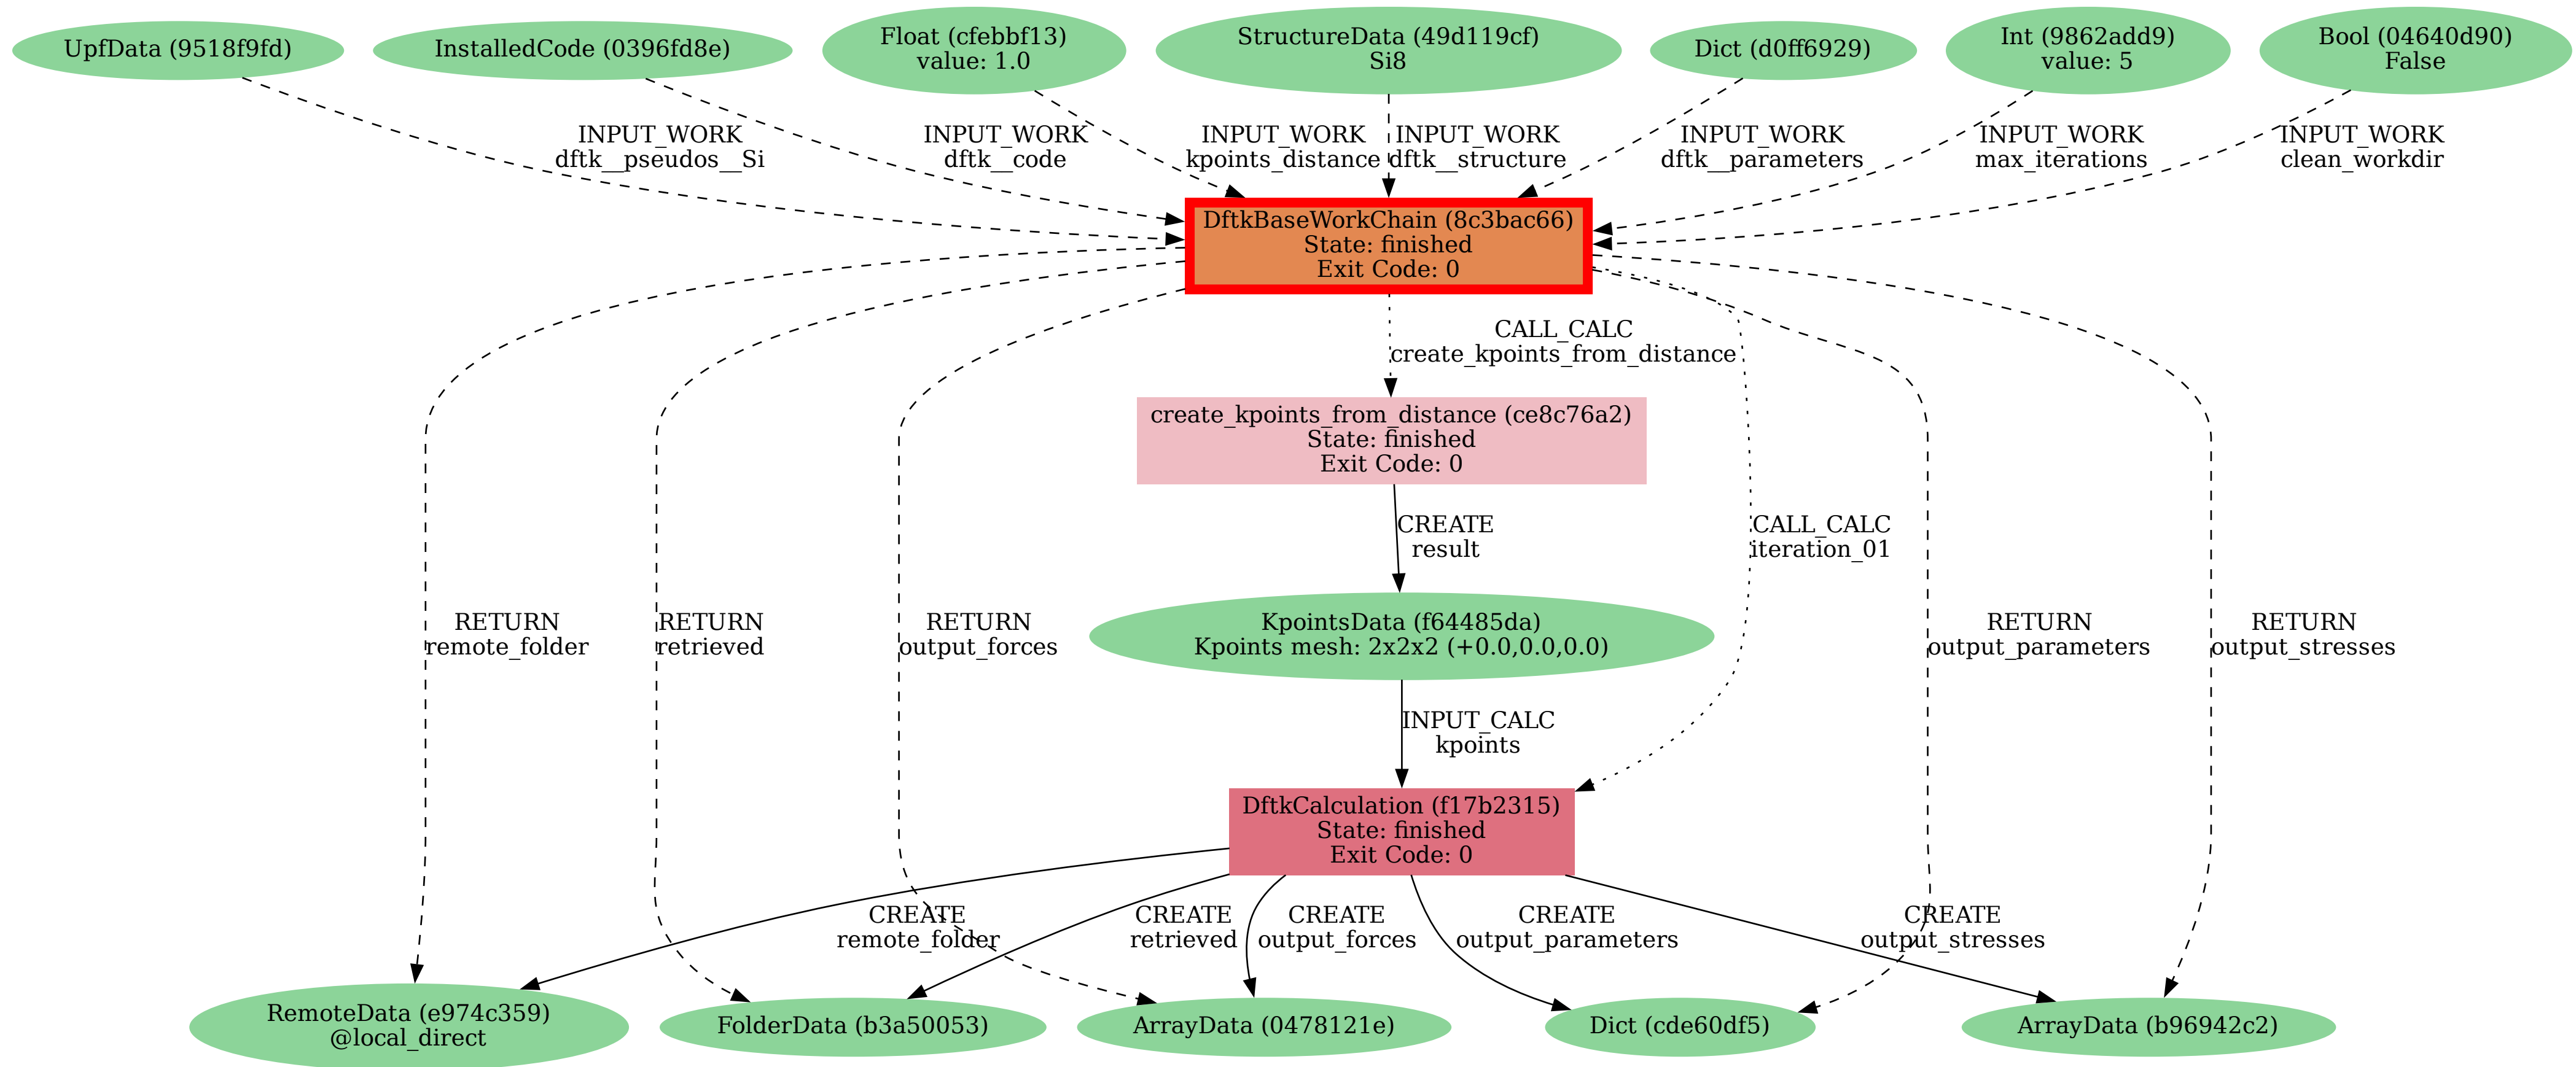 UpfData (9518f9fd)
InstalledCode (0396fd8e)
Float (cfebbf13)
value: 1.0
StructureData (49d119cf)
Si8
Dict (d0ff6929)
Int (9862add9)
value: 5
Bool (04640d90)
False
INPUT_WORK
dftk__pseudos__Si
INPUT_WORK
dftk__code
INPUT_WORK
kpoints_distance
INPUT_WORK
dftk__structure
INPUT_WORK
dftk__parameters
INPUT_WORK
max_iterations
INPUT_WORK
clean_workdir
DftkBaseWorkChain (8c3bac66)
State: finished
Exit Code: 0
CALL_CALC
create_kpoints_from_distance
create_kpoints_from_distance (ce8c76a2)
State: finished
Exit Code: 0
CREATE
result
CALL_CALC
iteration_01
RETURN
remote_folder
RETURN
retrieved
RETURN
output_forces
KpointsData (f64485da)
Kpoints mesh: 2x2x2 (+0.0,0.0,0.0)
RETURN
output_parameters
RETURN
output_stresses
INPUT_CALC
kpoints
DftkCalculation (f17b2315)
State: finished
Exit Code: 0
CREATE
remote_folder
CREATE
retrieved
CREATE
output_forces
CREATE
output_parameters
CREATE
output_stresses
RemoteData (e974c359)
@local_direct
FolderData (b3a50053)
ArrayData (0478121e)
Dict (cde60df5)
ArrayData (b96942c2)